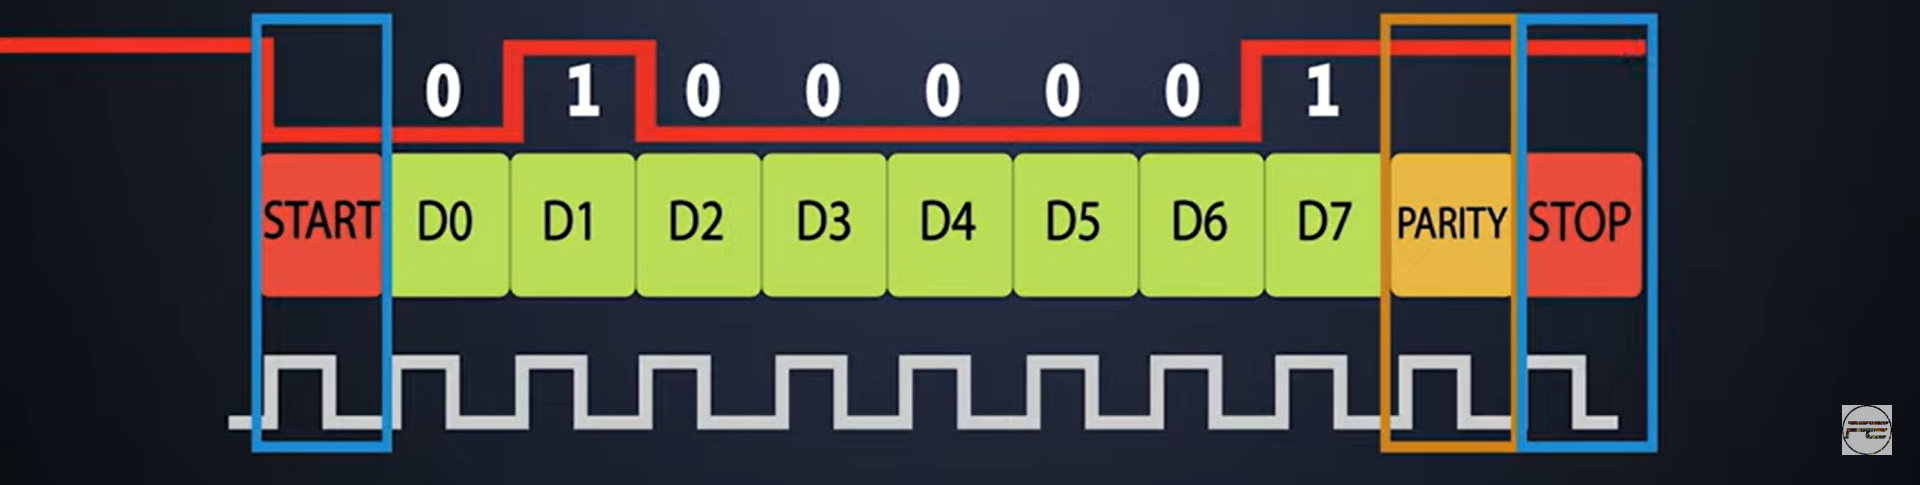 0 1 0 0 0 0 0 1
START D0 D1 D2 D3 D4 D5 D6 D7 PARITY STOP